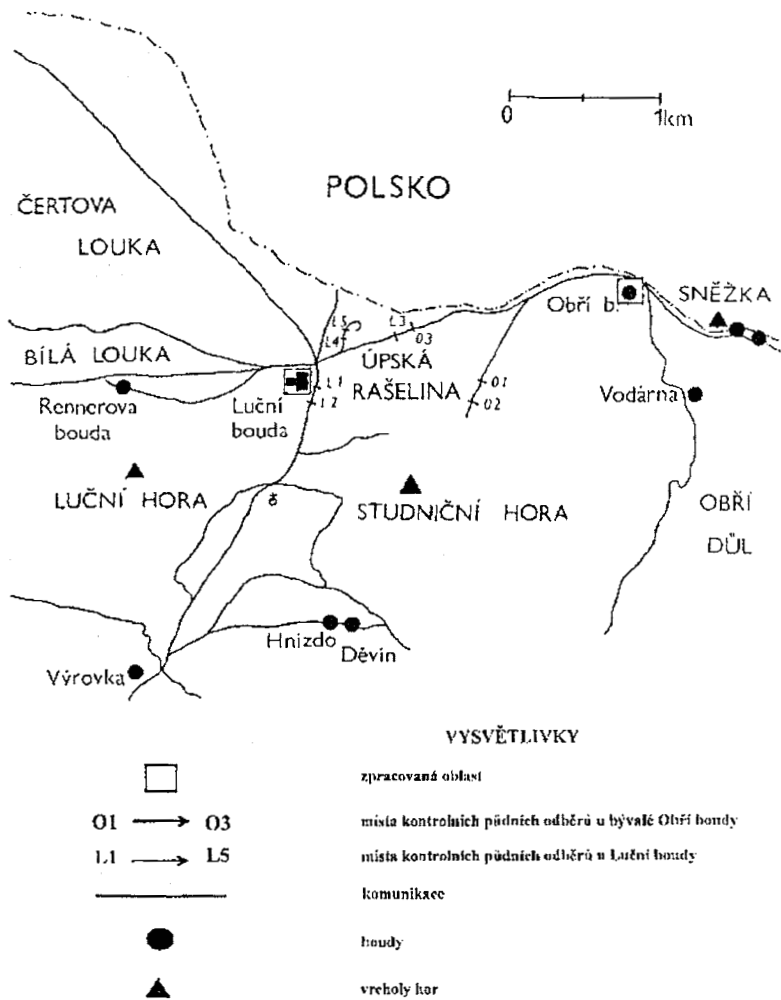 0 1km
POLSKO
ČERTOVA
LOUKA
SNĚŽKA
Obří b.
L5
L4
L3
O3
BÍLÁ LOUKA
ÚPSKÁ
RAŠELINA
Rennerova
bouda
Luční
bouda
L1
L2
O1
O2
Vodárna
LUČNÍ HORA
STUDNIČNÍ HORA
OBŘÍ
DŮL
Hnizdo
Děvín
Výrovka
VYSVĚTLIVKY
zpracovaná oblast
O1 O3 místa kontrolních půdních odběrů u bývalé Obří boudy
L1 L5 místa kontrolních půdních odběrů u Luční boudy
komunikace
boudy
vrcholy hor